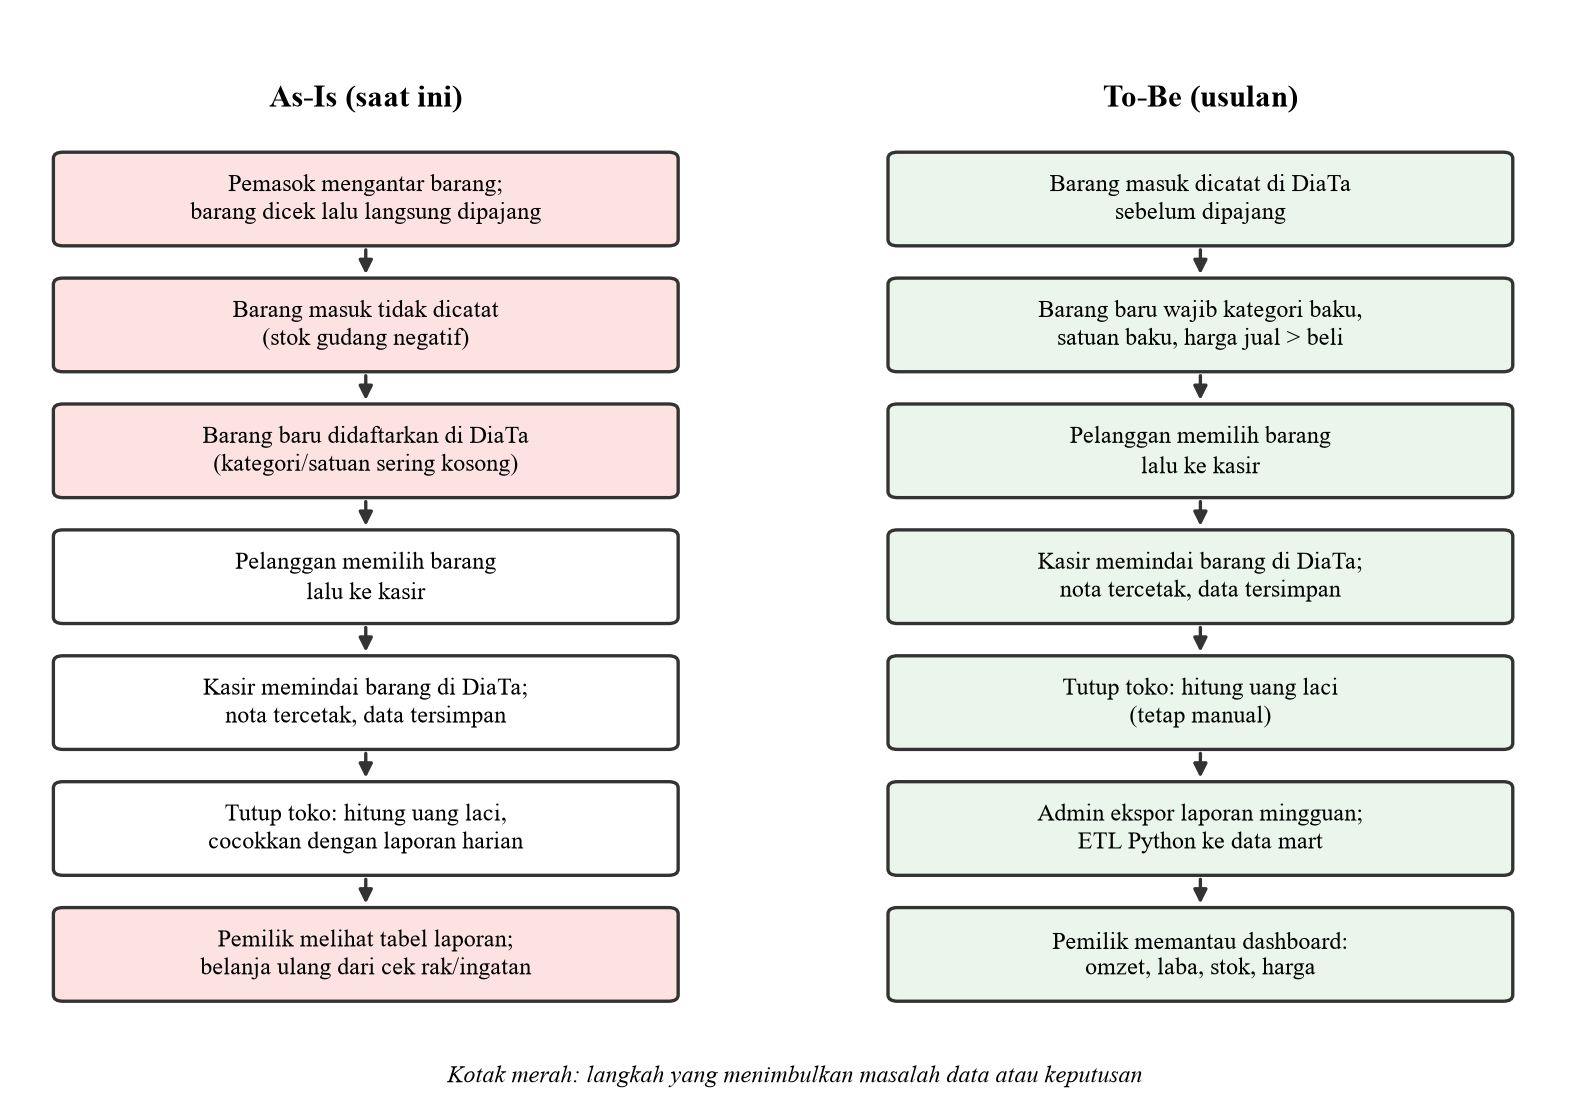 As-Is (saat ini)
Pemasok mengantar barang;
barang dicek lalu langsung dipajang
Barang masuk tidak dicatat
(stok gudang negatif)
Barang baru didaftarkan di DiaTa
(kategori/satuan sering kosong)
Pelanggan memilih barang
lalu ke kasir
Kasir memindai barang di DiaTa;
nota tercetak, data tersimpan
Tutup toko: hitung uang laci,
cocokkan dengan laporan harian
Pemilik melihat tabel laporan;
belanja ulang dari cek rak/ingatan
To-Be (usulan)
Barang masuk dicatat di DiaTa
sebelum dipajang
Barang baru wajib kategori baku,
satuan baku, harga jual > beli
Pelanggan memilih barang
lalu ke kasir
Kasir memindai barang di DiaTa;
nota tercetak, data tersimpan
Tutup toko: hitung uang laci
(tetap manual)
Admin ekspor laporan mingguan;
ETL Python ke data mart
Pemilik memantau dashboard:
omzet, laba, stok, harga
Kotak merah: langkah yang menimbulkan masalah data atau keputusan